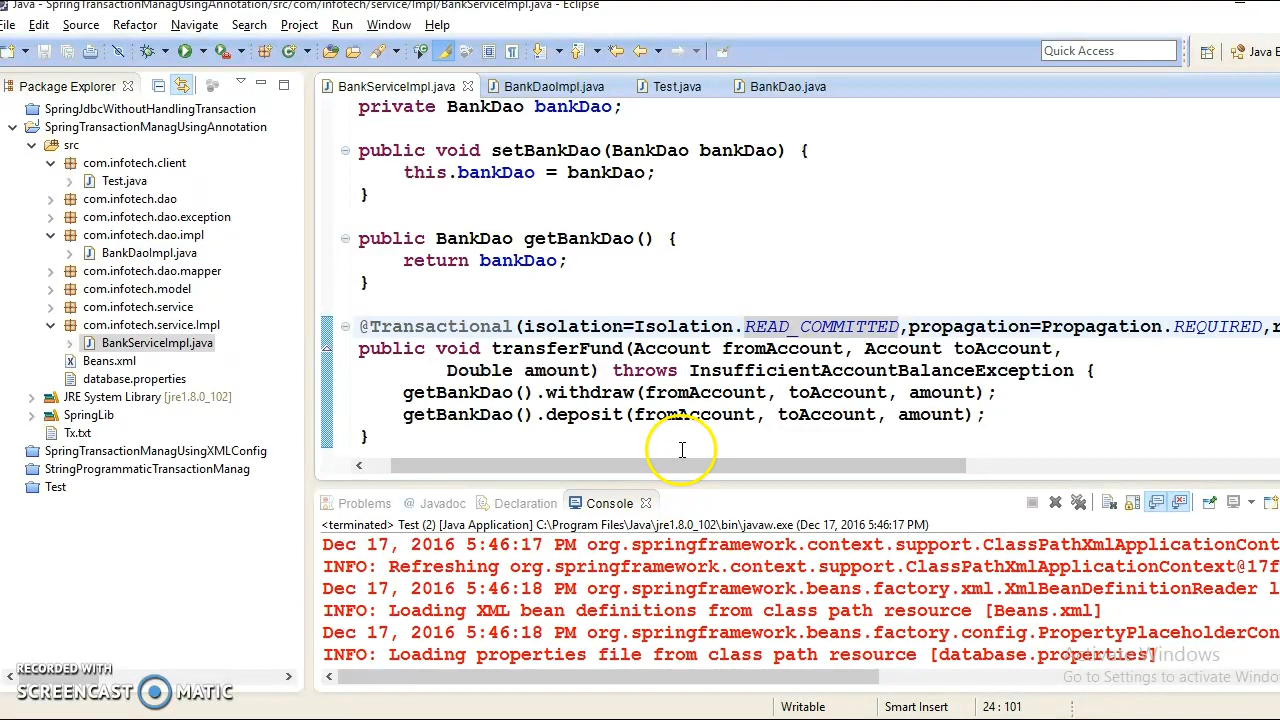 Java - SpringTransactionManagUsingAnnotation/src/com/infotech/service/Impl/BankServiceImpl.java - Eclipse
File Edit Source Refactor Navigate Search Project Run Window Help
Quick Access
Java E
Package Explorer
SpringJdbcWithoutHandlingTransaction
SpringTransactionManagUsingAnnotation
src
com.infotech.client
Test.java
com.infotech.dao
com.infotech.dao.exception
com.infotech.dao.impl
BankDaoImpl.java
com.infotech.dao.mapper
com.infotech.model
com.infotech.service
com.infotech.service.Impl
BankServiceImpl.java
Beans.xml
database.properties
JRE System Library [jre1.8.0_102]
SpringLib
Tx.txt
SpringTransactionManagUsingXMLConfig
StringProgrammaticTransactionManag
Test
BankServiceImpl.java BankDaoImpl.java Test.java BankDao.java
private BankDao bankDao;
public void setBankDao(BankDao bankDao) {
this.bankDao = bankDao;
}
public BankDao getBankDao() {
return bankDao;
}
@Transactional(isolation=Isolation.READ_COMMITTED,propagation=Propagation.REQUIRED,r
public void transferFund(Account fromAccount, Account toAccount,
Double amount) throws InsufficientAccountBalanceException {
getBankDao().withdraw(fromAccount, toAccount, amount);
getBankDao().deposit(fromAccount, toAccount, amount);
}
Problems Javadoc Declaration Console
<terminated> Test (2) [Java Application] C:\Program Files\Java\jre1.8.0_102\bin\javaw.exe (Dec 17, 2016 5:46:17 PM)
Dec 17, 2016 5:46:17 PM org.springframework.context.support.ClassPathXmlApplicationCont
INFO: Refreshing org.springframework.context.support.ClassPathXmlApplicationContext@17f
Dec 17, 2016 5:46:18 PM org.springframework.beans.factory.xml.XmlBeanDefinitionReader l
INFO: Loading XML bean definitions from class path resource [Beans.xml]
Dec 17, 2016 5:46:18 PM org.springframework.beans.factory.config.PropertyPlaceholderCon
INFO: Loading properties file from class path resource [database.properties]
Activate Windows
Go to Settings to activate Window
RECORDED WITH
SCREENCAST MATIC
Writable Smart Insert 24 : 101